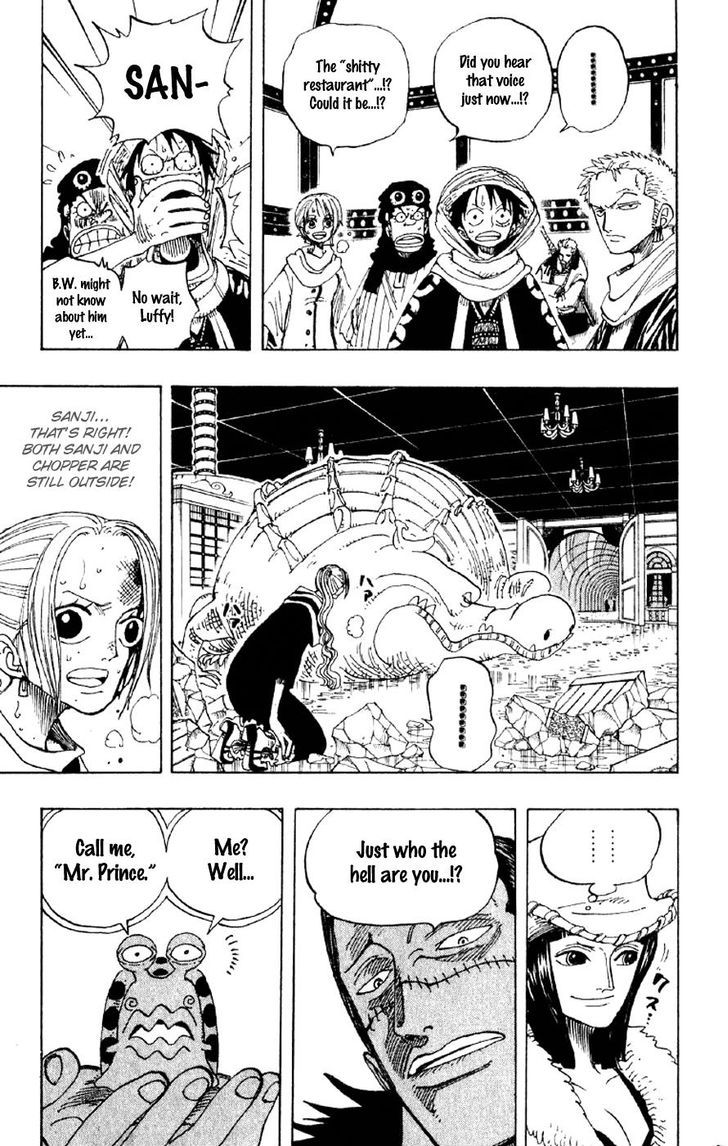 .........
Did you hear
that voice
just now...!?
The "shitty
restaurant"...!?
Could it be...!?
SAN-
No wait,
Luffy!
B.W. might
not know
about him
yet...
.........
SANJI...
THAT'S RIGHT!
BOTH SANJI AND
CHOPPER ARE
STILL OUTSIDE!
......
クス…
Just who the
hell are you...!?
Me?
Well...
Call me,
"Mr. Prince."